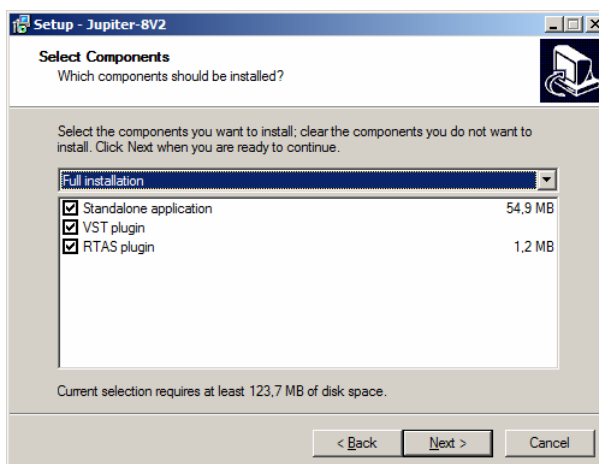 Setup - Jupiter-8V2
Select Components
Which components should be installed?
Select the components you want to install; clear the components you do not want to
install. Click Next when you are ready to continue.
Full installation
Standalone application 54,9 MB
VST plugin
RTAS plugin 1,2 MB
Current selection requires at least 123,7 MB of disk space.
< Back Next > Cancel